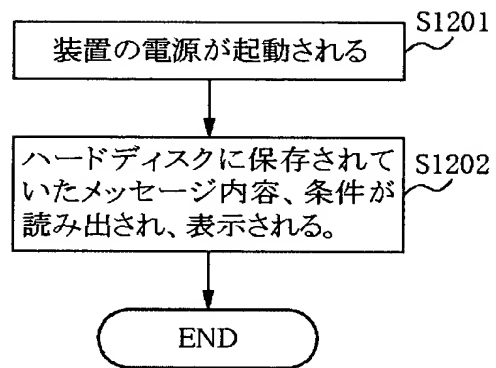 S1201
装置の電源が起動される
S1202
ハードディスクに保存されて
いたメッセージ内容、条件が
読み出され、表示される。
END